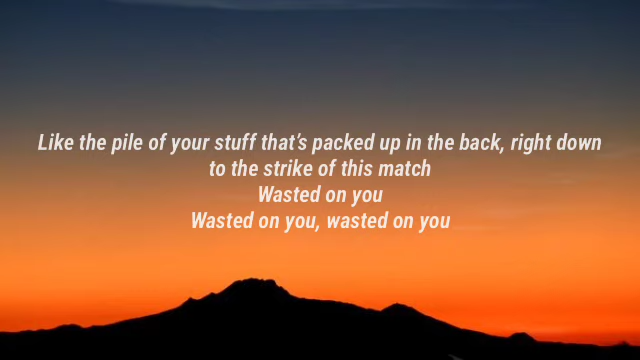 Like the pile of your stuff that's packed up in the back, right down
to the strike of this match
Wasted on you
Wasted on you, wasted on you